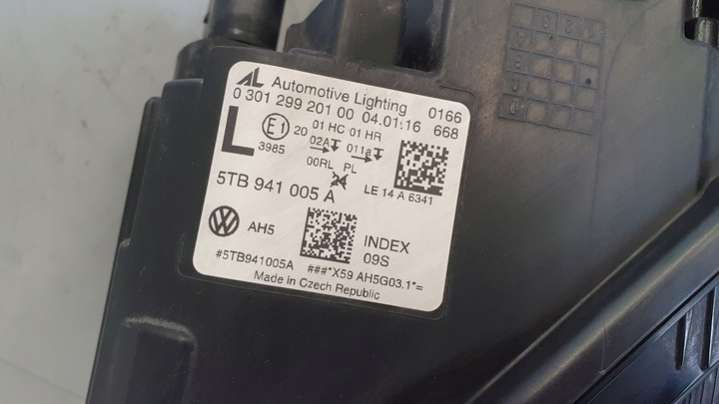 AL Automotive Lighting 0166
0 301 299 201 00 04.01.16 668
L E1 20 01 HC 01 HR
3985 02A 011a
00RL PL
24
5TB 941 005 A LE 14 A 6341
VW AH5 INDEX
09S
#5TB941005A ###*X59 AH5G03.1*=
Made in Czech Republic